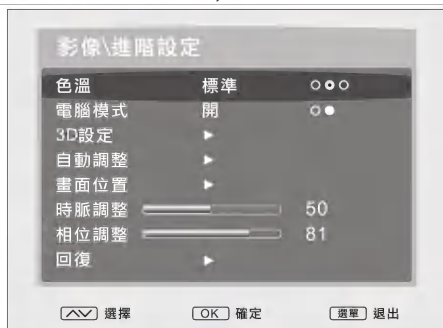 影像\進階設定
色溫 標準
電腦模式 開
3D設定
自動調整
畫面位置
時脈調整 50
相位調整 81
回復
選擇 OK 確定 選單 退出